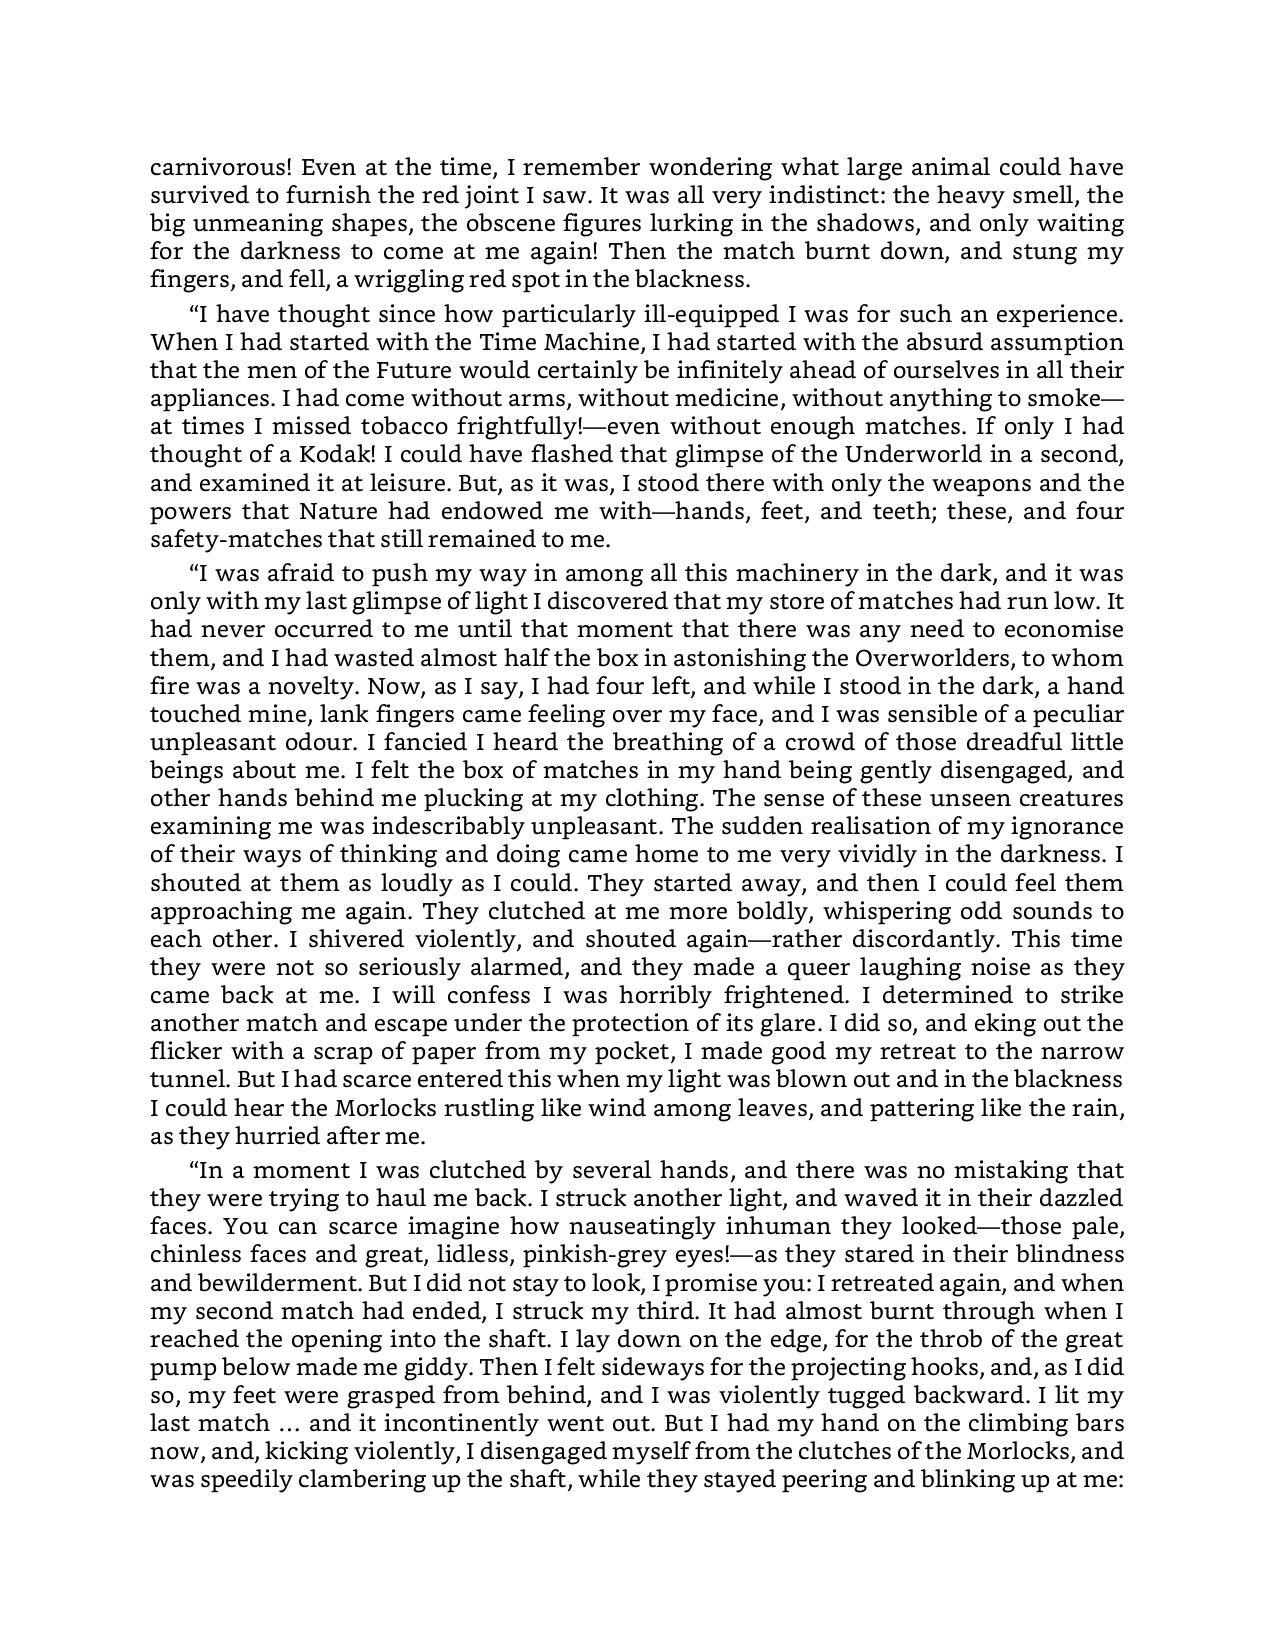 carnivorous! Even at the time, I remember wondering what large animal could have
survived to furnish the red joint I saw. It was all very indistinct: the heavy smell, the
big unmeaning shapes, the obscene figures lurking in the shadows, and only waiting
for the darkness to come at me again! Then the match burnt down, and stung my
fingers, and fell, a wriggling red spot in the blackness.
“I have thought since how particularly ill-equipped I was for such an experience.
When I had started with the Time Machine, I had started with the absurd assumption
that the men of the Future would certainly be infinitely ahead of ourselves in all their
appliances. I had come without arms, without medicine, without anything to smoke—
at times I missed tobacco frightfully!—even without enough matches. If only I had
thought of a Kodak! I could have flashed that glimpse of the Underworld in a second,
and examined it at leisure. But, as it was, I stood there with only the weapons and the
powers that Nature had endowed me with—hands, feet, and teeth; these, and four
safety-matches that still remained to me.
“I was afraid to push my way in among all this machinery in the dark, and it was
only with my last glimpse of light I discovered that my store of matches had run low. It
had never occurred to me until that moment that there was any need to economise
them, and I had wasted almost half the box in astonishing the Overworlders, to whom
fire was a novelty. Now, as I say, I had four left, and while I stood in the dark, a hand
touched mine, lank fingers came feeling over my face, and I was sensible of a peculiar
unpleasant odour. I fancied I heard the breathing of a crowd of those dreadful little
beings about me. I felt the box of matches in my hand being gently disengaged, and
other hands behind me plucking at my clothing. The sense of these unseen creatures
examining me was indescribably unpleasant. The sudden realisation of my ignorance
of their ways of thinking and doing came home to me very vividly in the darkness. I
shouted at them as loudly as I could. They started away, and then I could feel them
approaching me again. They clutched at me more boldly, whispering odd sounds to
each other. I shivered violently, and shouted again—rather discordantly. This time
they were not so seriously alarmed, and they made a queer laughing noise as they
came back at me. I will confess I was horribly frightened. I determined to strike
another match and escape under the protection of its glare. I did so, and eking out the
flicker with a scrap of paper from my pocket, I made good my retreat to the narrow
tunnel. But I had scarce entered this when my light was blown out and in the blackness
I could hear the Morlocks rustling like wind among leaves, and pattering like the rain,
as they hurried after me.
“In a moment I was clutched by several hands, and there was no mistaking that
they were trying to haul me back. I struck another light, and waved it in their dazzled
faces. You can scarce imagine how nauseatingly inhuman they looked—those pale,
chinless faces and great, lidless, pinkish-grey eyes!—as they stared in their blindness
and bewilderment. But I did not stay to look, I promise you: I retreated again, and when
my second match had ended, I struck my third. It had almost burnt through when I
reached the opening into the shaft. I lay down on the edge, for the throb of the great
pump below made me giddy. Then I felt sideways for the projecting hooks, and, as I did
so, my feet were grasped from behind, and I was violently tugged backward. I lit my
last match … and it incontinently went out. But I had my hand on the climbing bars
now, and, kicking violently, I disengaged myself from the clutches of the Morlocks, and
was speedily clambering up the shaft, while they stayed peering and blinking up at me: